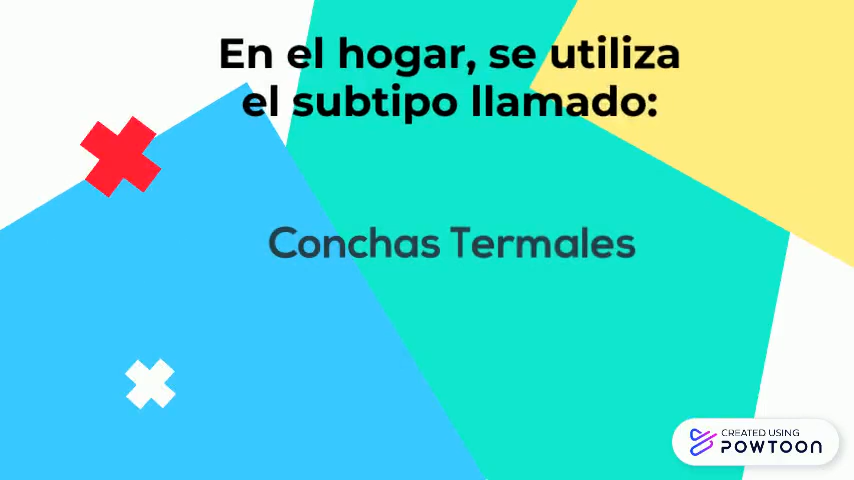 En el hogar, se utiliza
el subtipo llamado:
Conchas Termales
CREATED USING
POWTOON